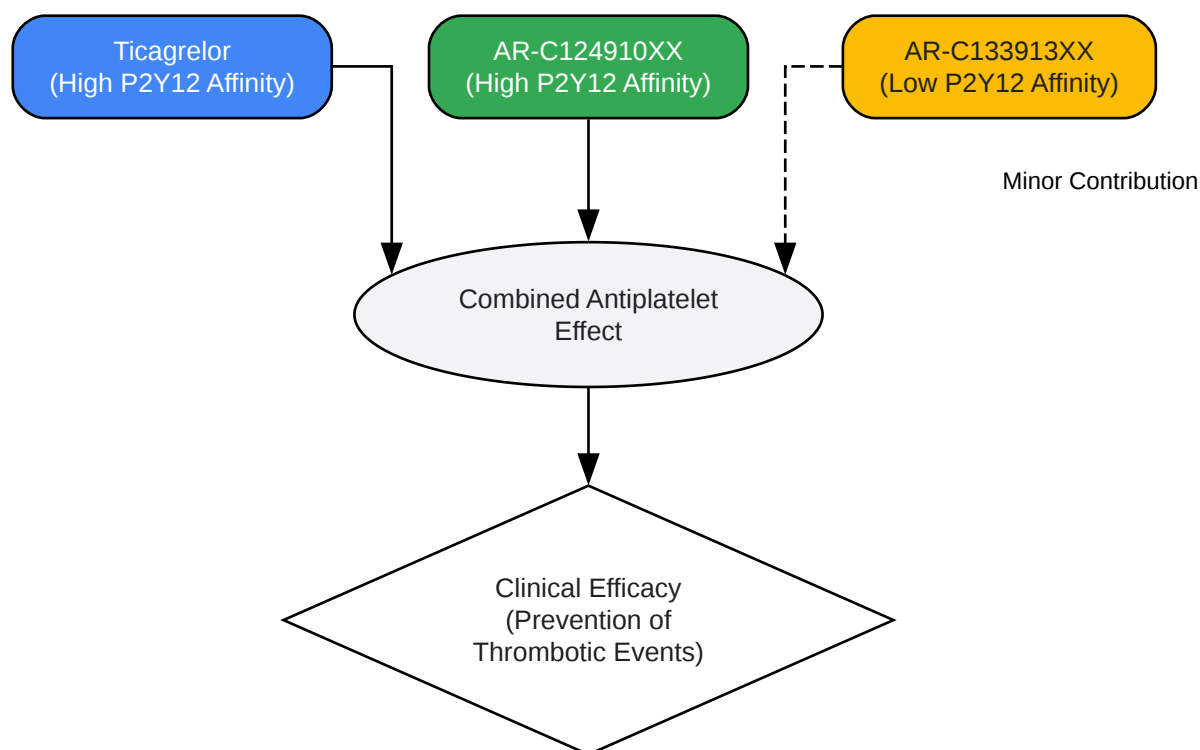 Ticagrelor
(High P2Y12 Affinity)
AR-C124910XX
(High P2Y12 Affinity)
AR-C133913XX
(Low P2Y12 Affinity)
Minor Contribution
Combined Antiplatelet
Effect
Clinical Efficacy
(Prevention of
Thrombotic Events)